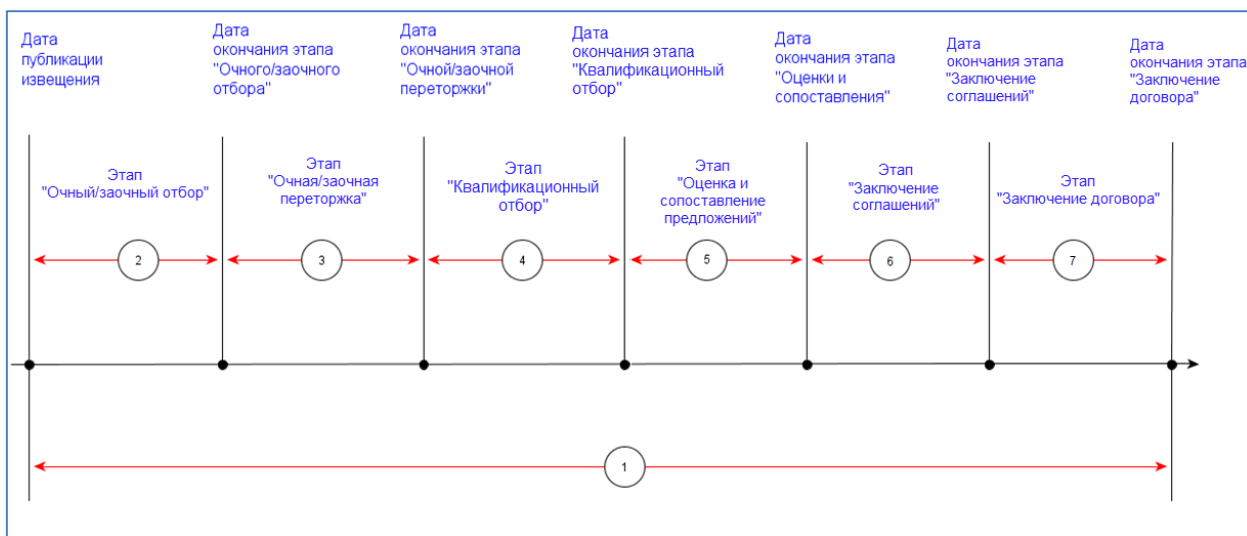 Дата
публикации
извещения
Дата
окончания этапа
"Очного/заочного
отбора"
Дата
окончания этапа
"Очной/заочной
переторжки"
Дата
окончания этапа
"Квалификационный
отбор"
Дата
окончания этапа
"Оценки и
сопоставления"
Дата
окончания этапа
"Заключение
соглашений"
Дата
окончания этапа
"Заключение
договора"
Этап
"Очный/заочный отбор"
Этап
"Очная/заочная
переторжка"
Этап
"Квалификационный
отбор"
Этап
"Оценка и
сопоставление
предложений"
Этап
"Заключение
соглашений"
Этап
"Заключение договора"
2
3
4
5
6
7
1